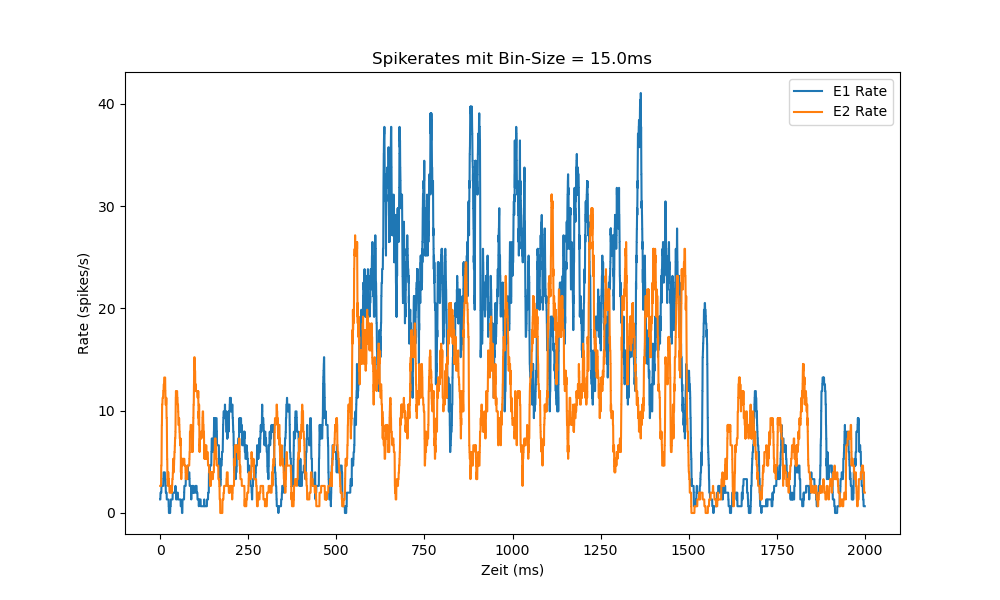 Spikerates mit Bin-Size = 15.0ms
E1 Rate
E2 Rate
40
30
20
10
0
Rate (spikes/s)
0 250 500 750 1000 1250 1500 1750 2000
Zeit (ms)